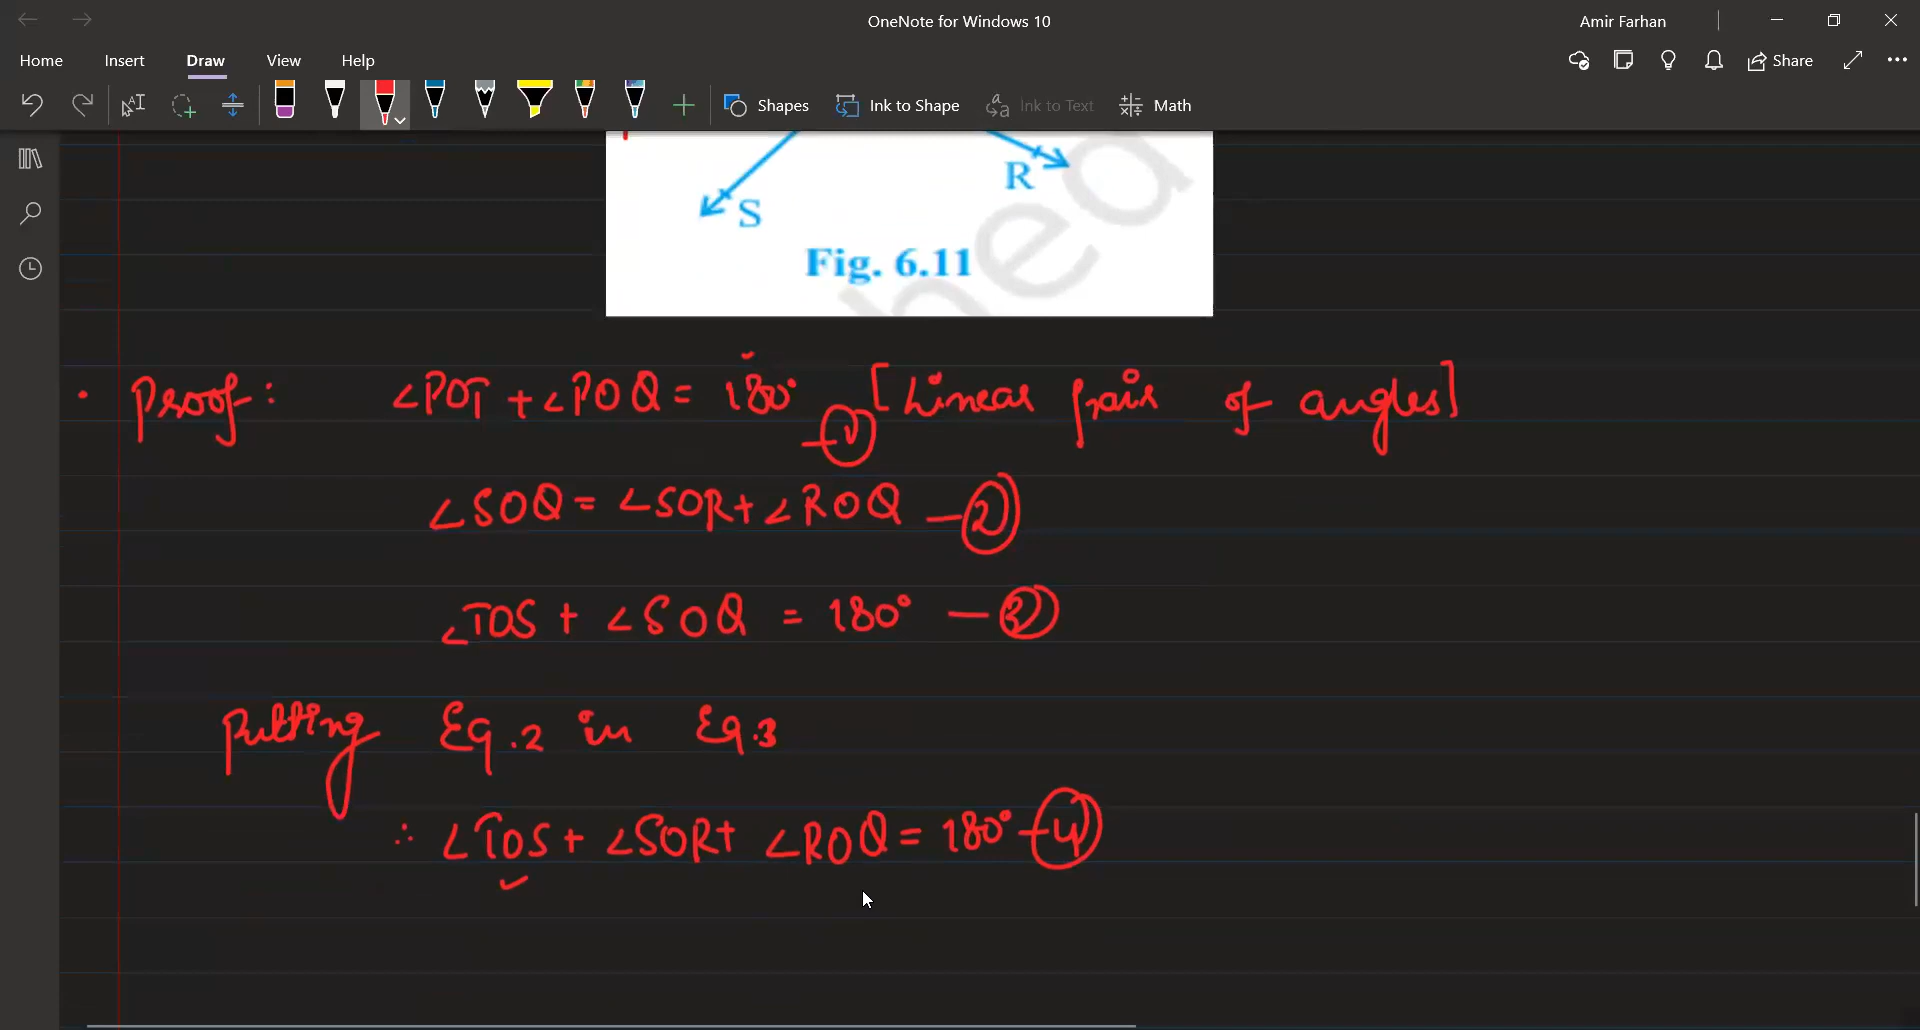 OneNote for Windows 10
Amir Farhan
Home Insert Draw View Help
Share
Shapes Ink to Shape Ink to Text Math
R
S
Fig. 6.11
Proof: ∠POT + ∠POQ = 180° [Linear pair of angles]
—①
∠SOQ = ∠SOR + ∠ROQ —②
∠TOS + ∠SOQ = 180° —③
Putting Eq.2 in Eq.3
∴ ∠TOS + ∠SOR + ∠ROQ = 180° —④